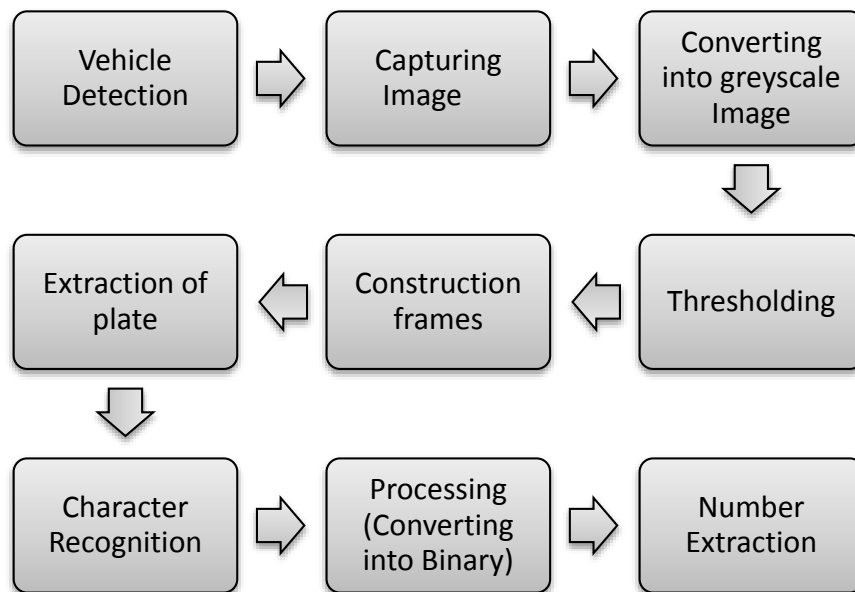 Vehicle
Detection
Capturing
Image
Converting
into greyscale
Image
Thresholding
Construction
frames
Extraction of
plate
Character
Recognition
Processing
(Converting
into Binary)
Number
Extraction